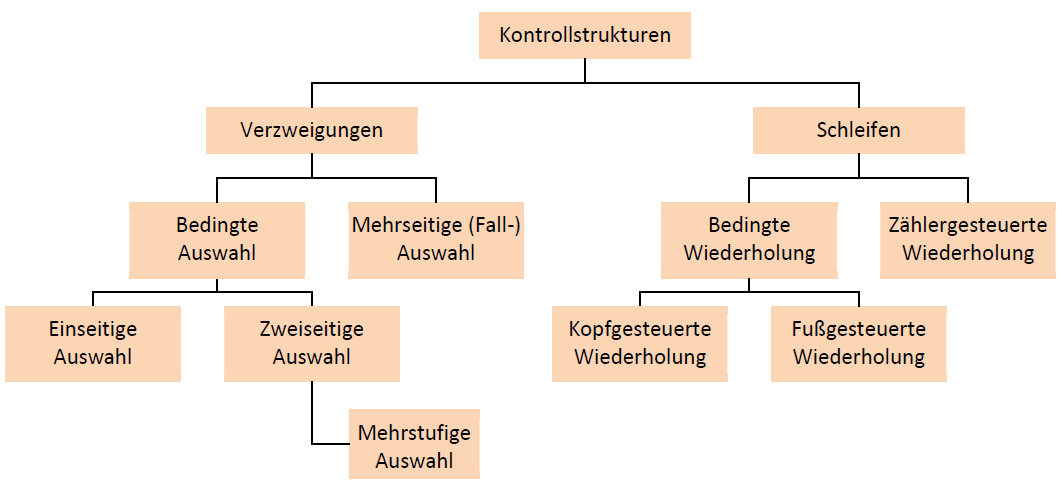 Kontrollstrukturen
Verzweigungen
Schleifen
Bedingte
Auswahl
Mehrseitige (Fall-)
Auswahl
Bedingte
Wiederholung
Zählergesteuerte
Wiederholung
Einseitige
Auswahl
Zweiseitige
Auswahl
Kopfgesteuerte
Wiederholung
Fußgesteuerte
Wiederholung
Mehrstufige
Auswahl